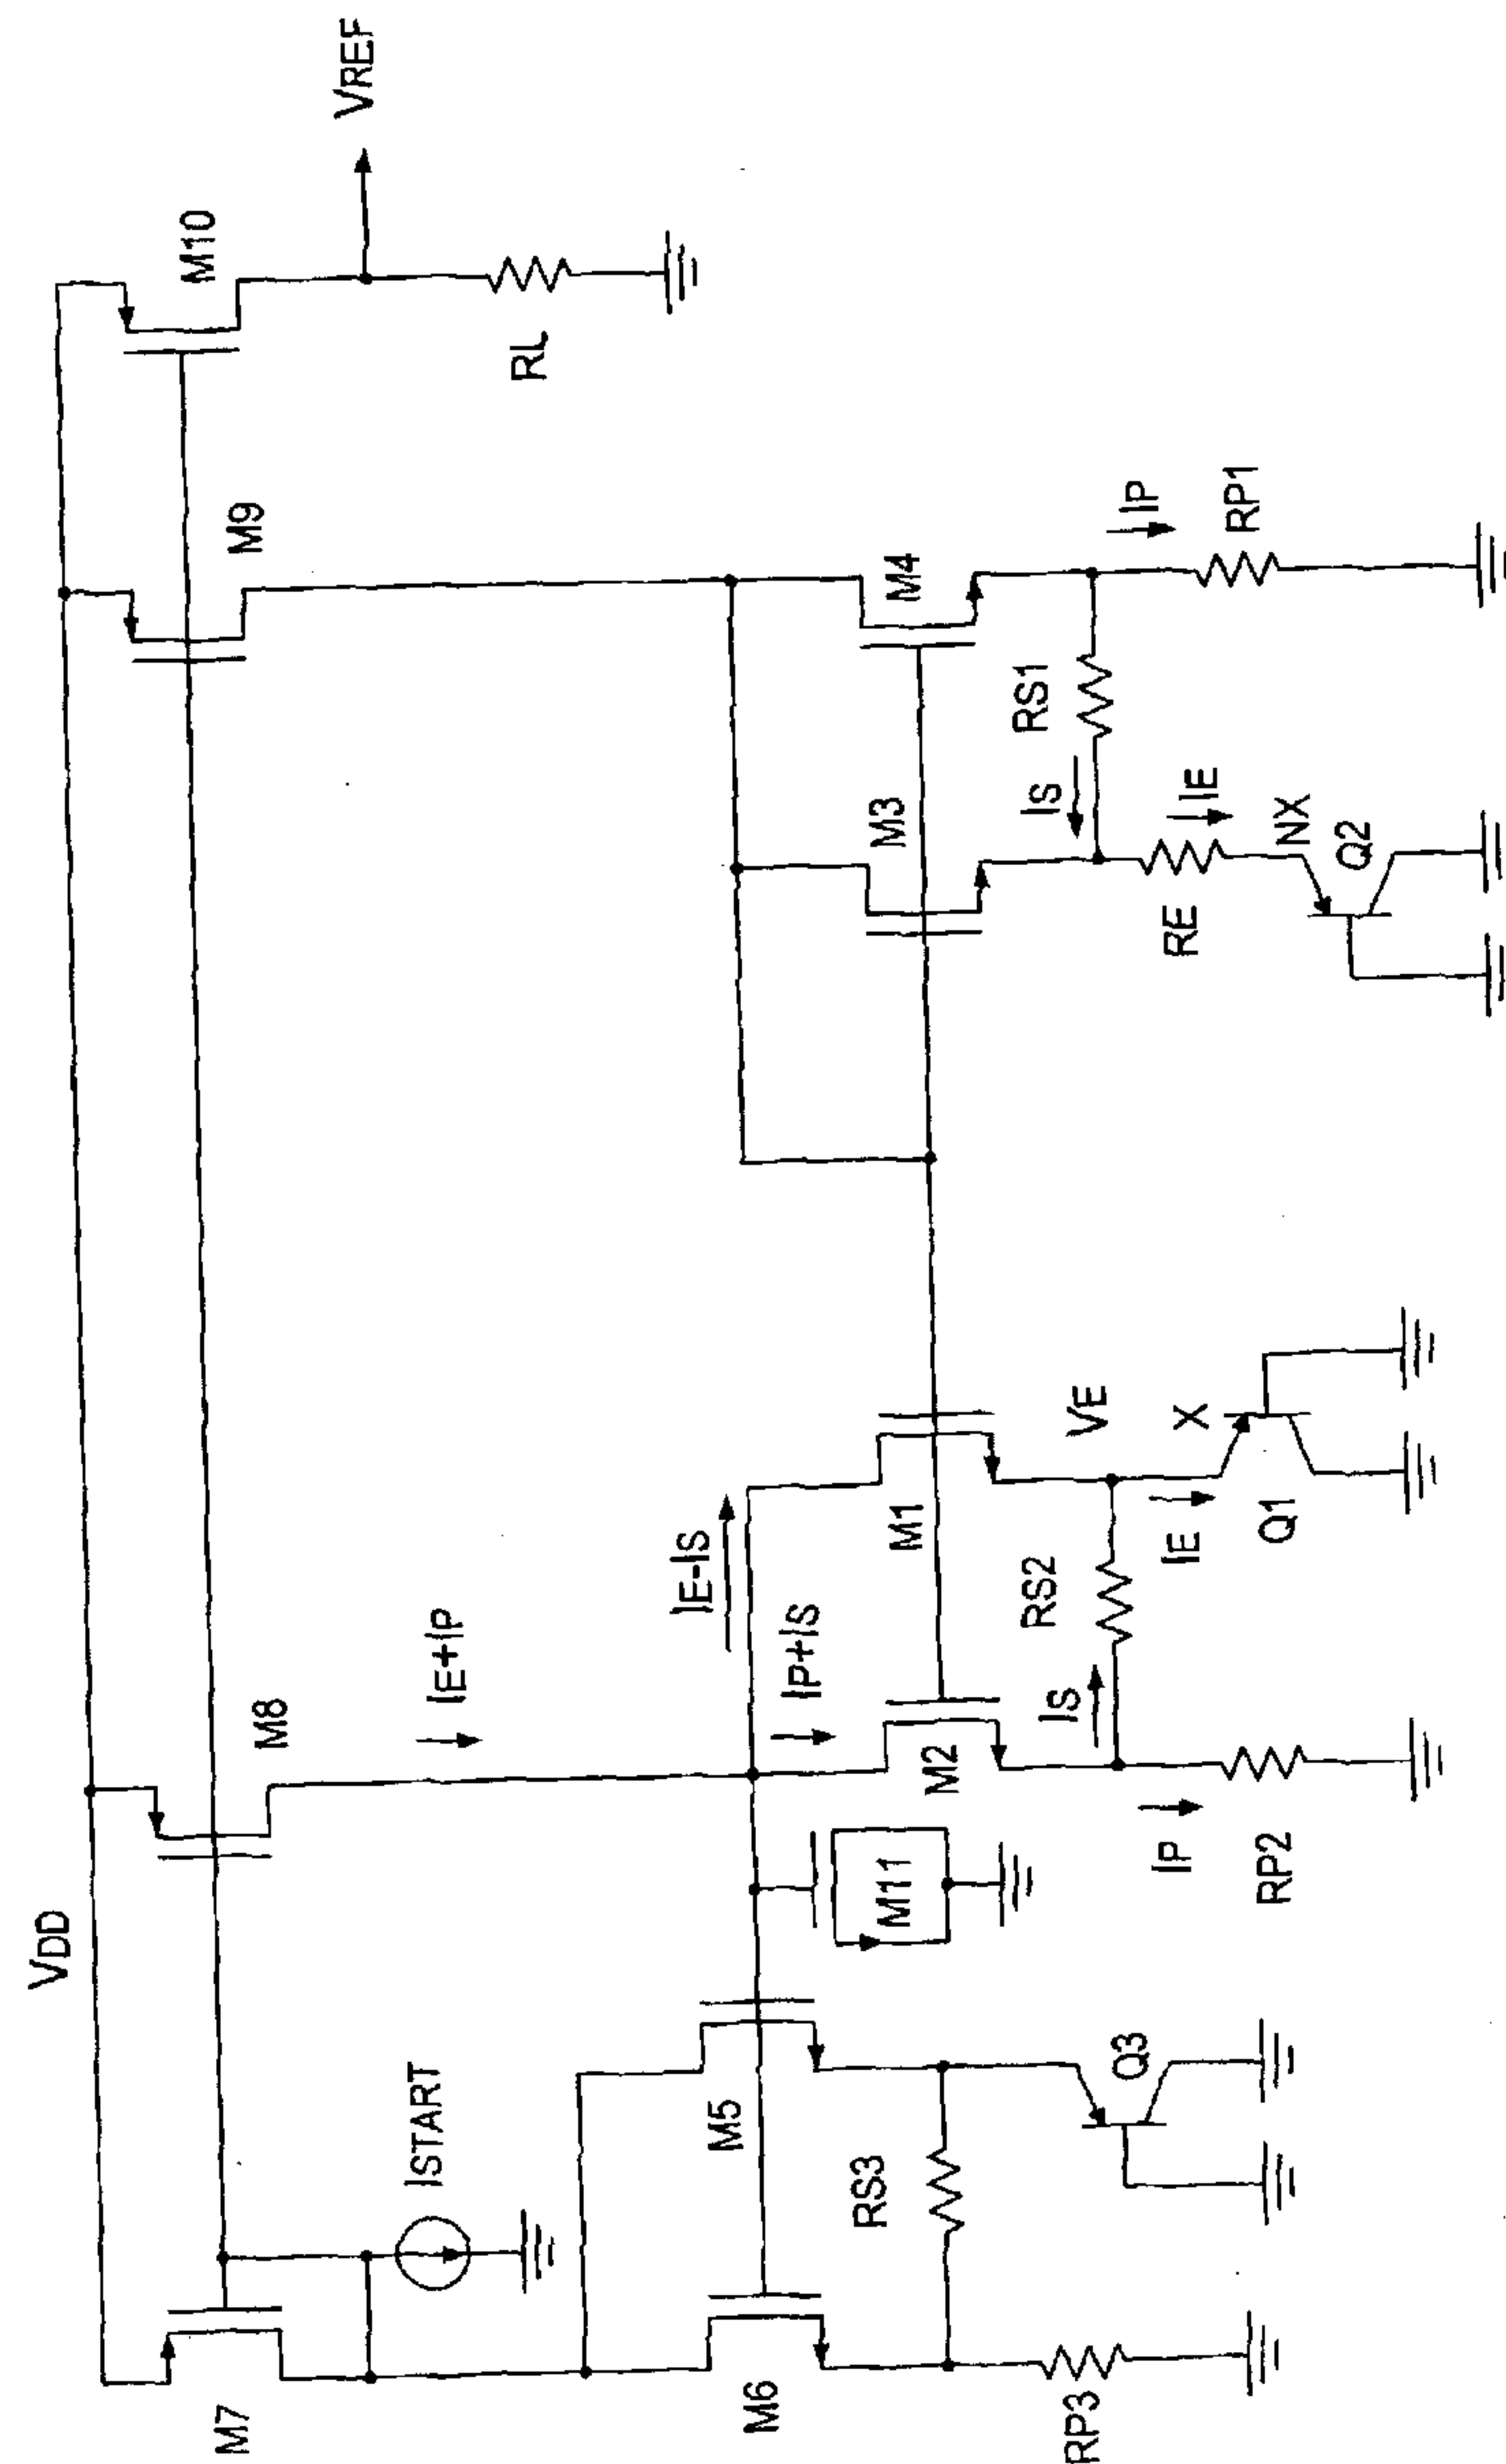 VDD
VREF
M7
M8
M9
M10
ISTART
IE+IP
RL
IE-IS
IP+IS
M5
M6
M11
M2
M1
M3
M4
RS3
IS
RS2
VE
IS
RS1
IP
RP3
Q3
IP
RP2
IE
X
Q1
RE
IE
NX
Q2
RP1